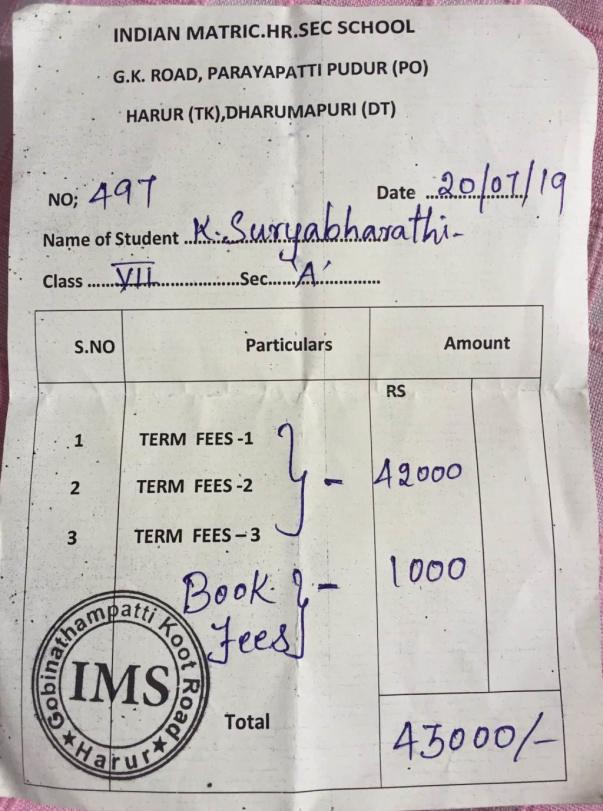 INDIAN MATRIC.HR.SEC SCHOOL
G.K. ROAD, PARAYAPATTI PUDUR (PO)
HARUR (TK),DHARUMAPURI (DT)
NO; 497 Date 20/07/19
Name of Student K.Suryabharathi-
Class VII Sec 'A'
S.NO Particulars Amount
RS
1 TERM FEES -1
2 TERM FEES -2 - 42000
3 TERM FEES – 3
Book Fees - 1000
Gobinathampatti Koot Road
IMS
★Harur★
Total 43000/-